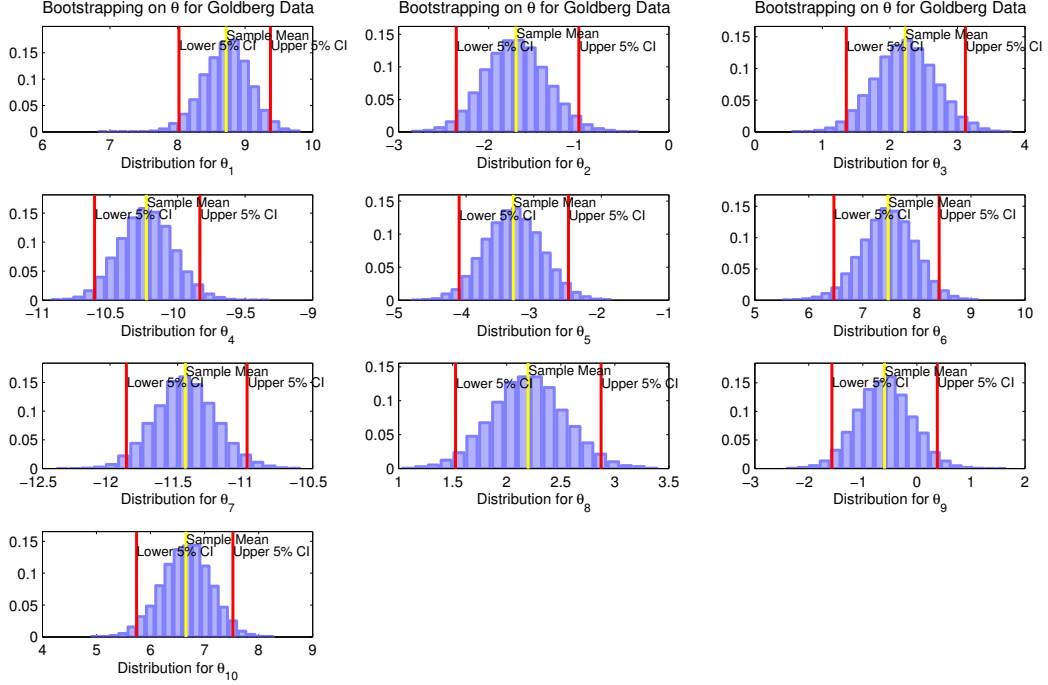 Bootstrapping on θ for Goldberg Data
Sample Mean
Lower 5% CI
Upper 5% CI
0.15
0.1
0.05
0
6
7
8
9
10
Distribution for θ1
Bootstrapping on θ for Goldberg Data
Sample Mean
Lower 5% CI
Upper 5% CI
0.15
0.1
0.05
0
−3
−2
−1
0
Distribution for θ2
Bootstrapping on θ for Goldberg Data
Sample Mean
Lower 5% CI
Upper 5% CI
0.15
0.1
0.05
0
0
1
2
3
4
Distribution for θ3
Sample Mean
Lower 5% CI
Upper 5% CI
0.15
0.1
0.05
0
−11
−10.5
−10
−9.5
−9
Distribution for θ4
Sample Mean
Lower 5% CI
Upper 5% CI
0.15
0.1
0.05
0
−5
−4
−3
−2
−1
Distribution for θ5
Sample Mean
Lower 5% CI
Upper 5% CI
0.15
0.1
0.05
0
5
6
7
8
9
10
Distribution for θ6
Sample Mean
Lower 5% CI
Upper 5% CI
0.15
0.1
0.05
0
−12.5
−12
−11.5
−11
−10.5
Distribution for θ7
Sample Mean
Lower 5% CI
Upper 5% CI
0.15
0.1
0.05
0
1
1.5
2
2.5
3
3.5
Distribution for θ8
Sample Mean
Lower 5% CI
Upper 5% CI
0.15
0.1
0.05
0
−3
−2
−1
0
1
2
Distribution for θ9
Sample Mean
Lower 5% CI
Upper 5% CI
0.15
0.1
0.05
0
4
5
6
7
8
9
Distribution for θ10